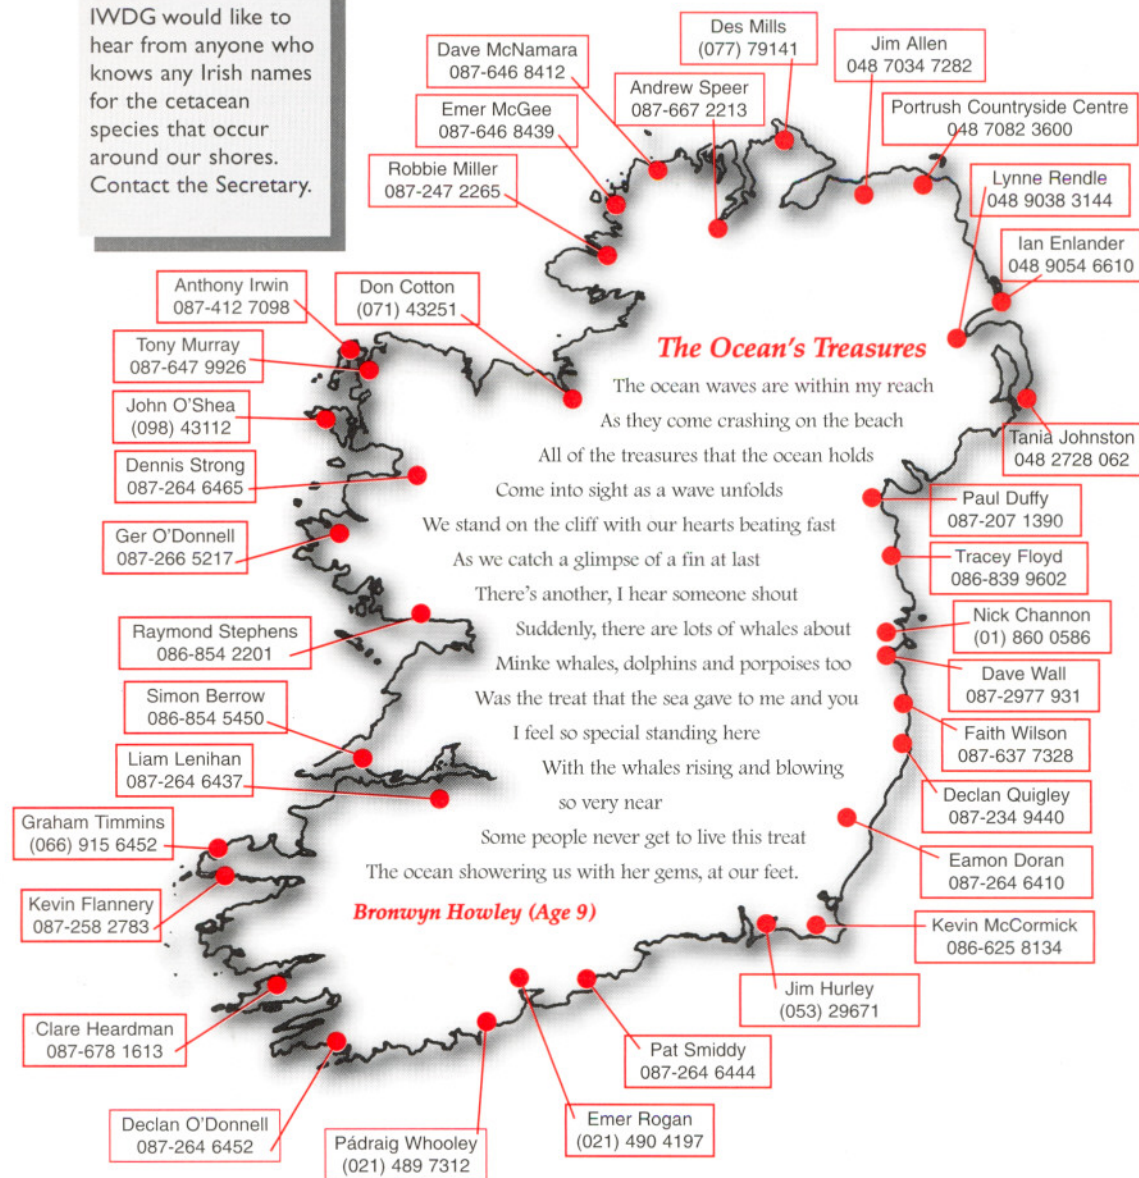 IWDG would like to
hear from anyone who
knows any Irish names
for the cetacean
species that occur
around our shores.
Contact the Secretary.
Dave McNamara
087-646 8412
Des Mills
(077) 79141
Jim Allen
048 7034 7282
Emer McGee
087-646 8439
Andrew Speer
087-667 2213
Portrush Countryside Centre
048 7082 3600
Robbie Miller
087-247 2265
Lynne Rendle
048 9038 3144
Ian Enlander
048 9054 6610
Anthony Irwin
087-412 7098
Don Cotton
(071) 43251
Tony Murray
087-647 9926
John O'Shea
(098) 43112
Dennis Strong
087-264 6465
Ger O'Donnell
087-266 5217
Raymond Stephens
086-854 2201
Simon Berrow
086-854 5450
Liam Lenihan
087-264 6437
Graham Timmins
(066) 915 6452
Kevin Flannery
087-258 2783
Clare Heardman
087-678 1613
Declan O'Donnell
087-264 6452
The Ocean's Treasures
The ocean waves are within my reach
As they come crashing on the beach
All of the treasures that the ocean holds
Come into sight as a wave unfolds
We stand on the cliff with our hearts beating fast
As we catch a glimpse of a fin at last
There's another, I hear someone shout
Suddenly, there are lots of whales about
Minke whales, dolphins and porpoises too
Was the treat that the sea gave to me and you
I feel so special standing here
With the whales rising and blowing
so very near
Some people never get to live this treat
The ocean showering us with her gems, at our feet.
Bronwyn Howley (Age 9)
Tania Johnston
048 2728 062
Paul Duffy
087-207 1390
Tracey Floyd
086-839 9602
Nick Channon
(01) 860 0586
Dave Wall
087-2977 931
Faith Wilson
087-637 7328
Declan Quigley
087-234 9440
Eamon Doran
087-264 6410
Kevin McCormick
086-625 8134
Jim Hurley
(053) 29671
Pat Smiddy
087-264 6444
Emer Rogan
(021) 490 4197
Pádraig Whooley
(021) 489 7312